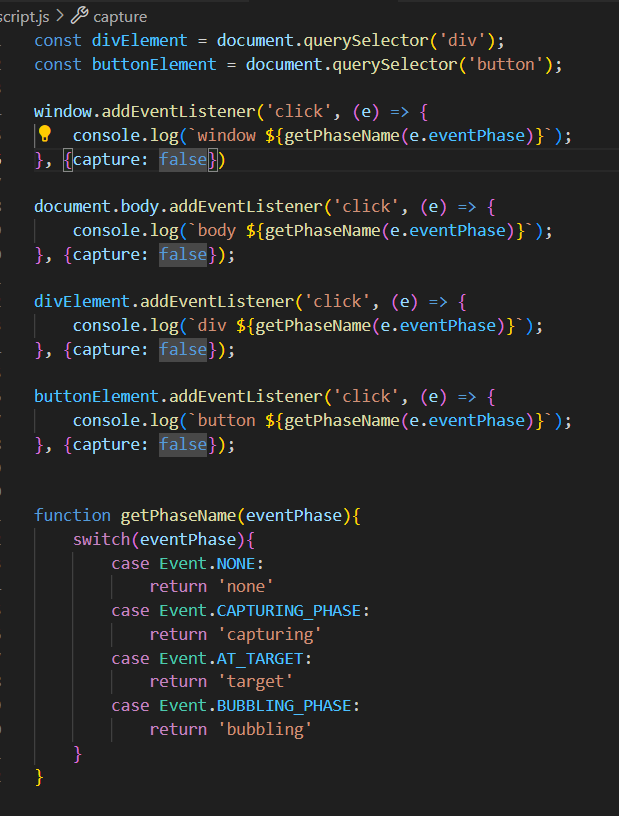 script.js > capture
const divElement = document.querySelector('div');
const buttonElement = document.querySelector('button');
window.addEventListener('click', (e) => {
console.log(`window ${getPhaseName(e.eventPhase)}`);
}, {capture: false})
document.body.addEventListener('click', (e) => {
console.log(`body ${getPhaseName(e.eventPhase)}`);
}, {capture: false});
divElement.addEventListener('click', (e) => {
console.log(`div ${getPhaseName(e.eventPhase)}`);
}, {capture: false});
buttonElement.addEventListener('click', (e) => {
console.log(`button ${getPhaseName(e.eventPhase)}`);
}, {capture: false});
function getPhaseName(eventPhase){
switch(eventPhase){
case Event.NONE:
return 'none'
case Event.CAPTURING_PHASE:
return 'capturing'
case Event.AT_TARGET:
return 'target'
case Event.BUBBLING_PHASE:
return 'bubbling'
}
}